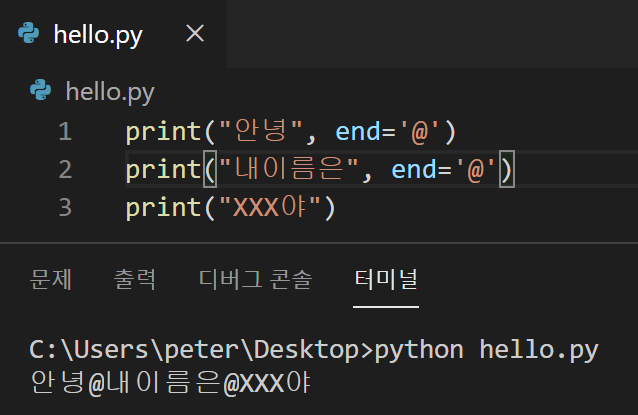 hello.py
hello.py
1 print("안녕", end='@')
2 print("내이름은", end='@')
3 print("XXX야")
문제 출력 디버그 콘솔 터미널
C:\Users\peter\Desktop>python hello.py
안녕@내이름은@XXX야